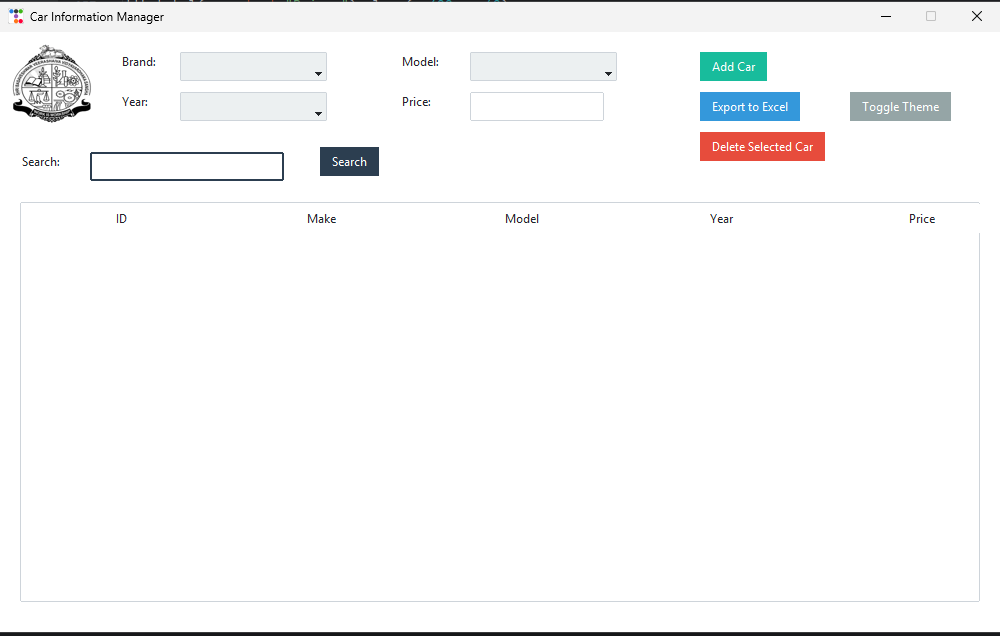 Car Information Manager
Brand:
Model:
Add Car
Year:
Price:
Export to Excel
Toggle Theme
Delete Selected Car
Search:
Search
ID Make Model Year Price